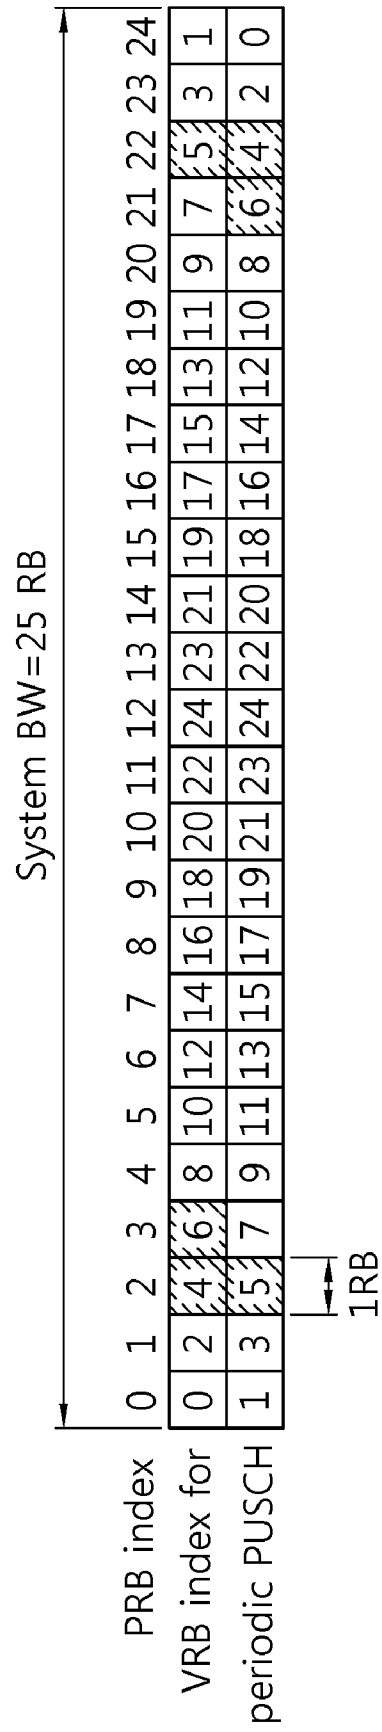 System BW=25 RB
PRB index 0 1 2 3 4 5 6 7 8 9 10 11 12 13 14 15 16 17 18 19 20 21 22 23 24
VRB index for 0 2 4 6 8 10 12 14 16 18 20 22 24 23 21 19 17 15 13 11 9 7 5 3 1
periodic PUSCH 1 3 5 7 9 11 13 15 17 19 21 23 24 22 20 18 16 14 12 10 8 6 4 2 0
1RB